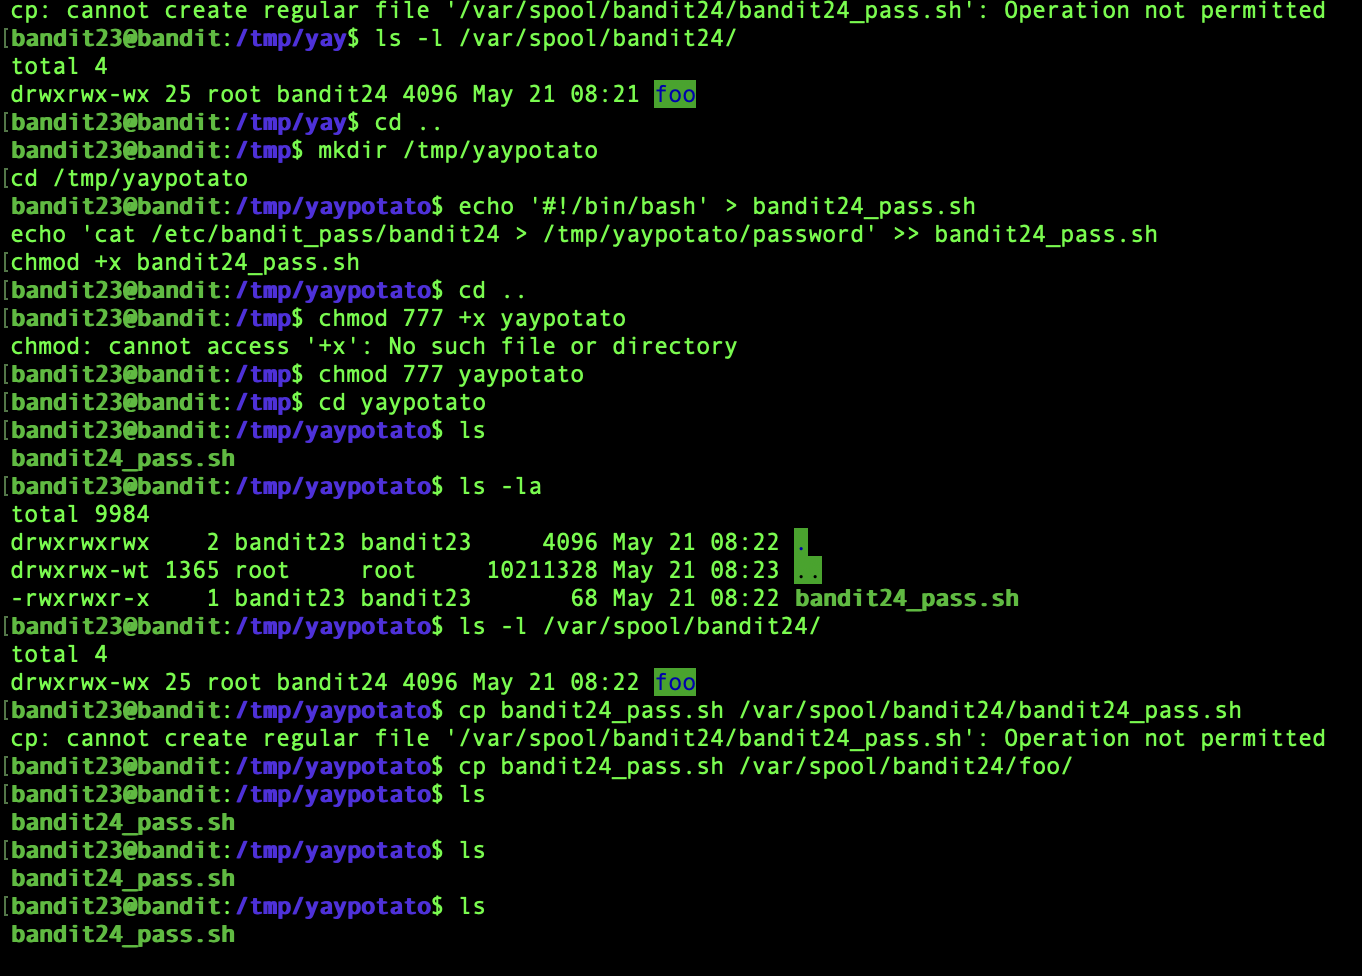 cp: cannot create regular file '/var/spool/bandit24/bandit24_pass.sh': Operation not permitted
[bandit23@bandit:/tmp/yay$ ls -l /var/spool/bandit24/
total 4
drwxrwx-wx 25 root bandit24 4096 May 21 08:21 foo
[bandit23@bandit:/tmp/yay$ cd ..
bandit23@bandit:/tmp$ mkdir /tmp/yaypotato
[cd /tmp/yaypotato
bandit23@bandit:/tmp/yaypotato$ echo '#!/bin/bash' > bandit24_pass.sh
echo 'cat /etc/bandit_pass/bandit24 > /tmp/yaypotato/password' >> bandit24_pass.sh
[chmod +x bandit24_pass.sh
[bandit23@bandit:/tmp/yaypotato$ cd ..
[bandit23@bandit:/tmp$ chmod 777 +x yaypotato
chmod: cannot access '+x': No such file or directory
[bandit23@bandit:/tmp$ chmod 777 yaypotato
[bandit23@bandit:/tmp$ cd yaypotato
[bandit23@bandit:/tmp/yaypotato$ ls
bandit24_pass.sh
[bandit23@bandit:/tmp/yaypotato$ ls -la
total 9984
drwxrwxrwx    2 bandit23 bandit23     4096 May 21 08:22 .
drwxrwx-wt 1365 root     root     10211328 May 21 08:23 ..
-rwxrwxr-x    1 bandit23 bandit23       68 May 21 08:22 bandit24_pass.sh
[bandit23@bandit:/tmp/yaypotato$ ls -l /var/spool/bandit24/
total 4
drwxrwx-wx 25 root bandit24 4096 May 21 08:22 foo
[bandit23@bandit:/tmp/yaypotato$ cp bandit24_pass.sh /var/spool/bandit24/bandit24_pass.sh
cp: cannot create regular file '/var/spool/bandit24/bandit24_pass.sh': Operation not permitted
[bandit23@bandit:/tmp/yaypotato$ cp bandit24_pass.sh /var/spool/bandit24/foo/
[bandit23@bandit:/tmp/yaypotato$ ls
bandit24_pass.sh
[bandit23@bandit:/tmp/yaypotato$ ls
bandit24_pass.sh
[bandit23@bandit:/tmp/yaypotato$ ls
bandit24_pass.sh